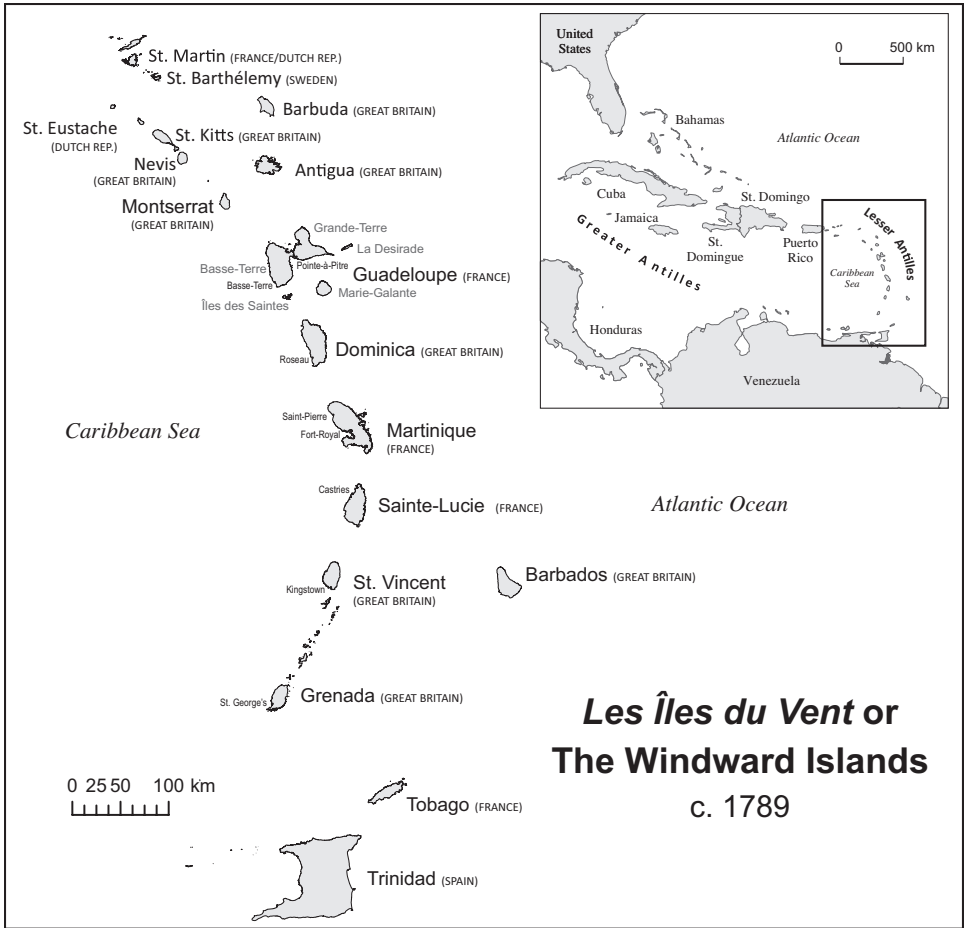 St. Martin (FRANCE/DUTCH REP.)
St. Barthélemy (SWEDEN)
Barbuda (GREAT BRITAIN)
St. Eustache
(DUTCH REP.)
St. Kitts (GREAT BRITAIN)
Nevis
(GREAT BRITAIN)
Antigua (GREAT BRITAIN)
Montserrat
(GREAT BRITAIN)
Grande-Terre
La Desirade
Pointe-à-Pitre
Basse-Terre
Basse-Terre
Guadeloupe (FRANCE)
Marie-Galante
Îles des Saintes
Dominica (GREAT BRITAIN)
Roseau
Caribbean Sea
Saint-Pierre
Fort-Royal
Martinique
(FRANCE)
Castries
Sainte-Lucie (FRANCE)
Atlantic Ocean
Kingstown
St. Vincent
(GREAT BRITAIN)
Barbados (GREAT BRITAIN)
St. George's
Grenada (GREAT BRITAIN)
0 25 50 100 km
Tobago (FRANCE)
Trinidad (SPAIN)
Les Îles du Vent or
The Windward Islands
c. 1789
United
States
0 500 km
Bahamas
Atlantic Ocean
Cuba
St. Domingo
Jamaica
St.
Domingue
Puerto
Rico
Greater Antilles
Lesser Antilles
Caribbean
Sea
Honduras
Venezuela